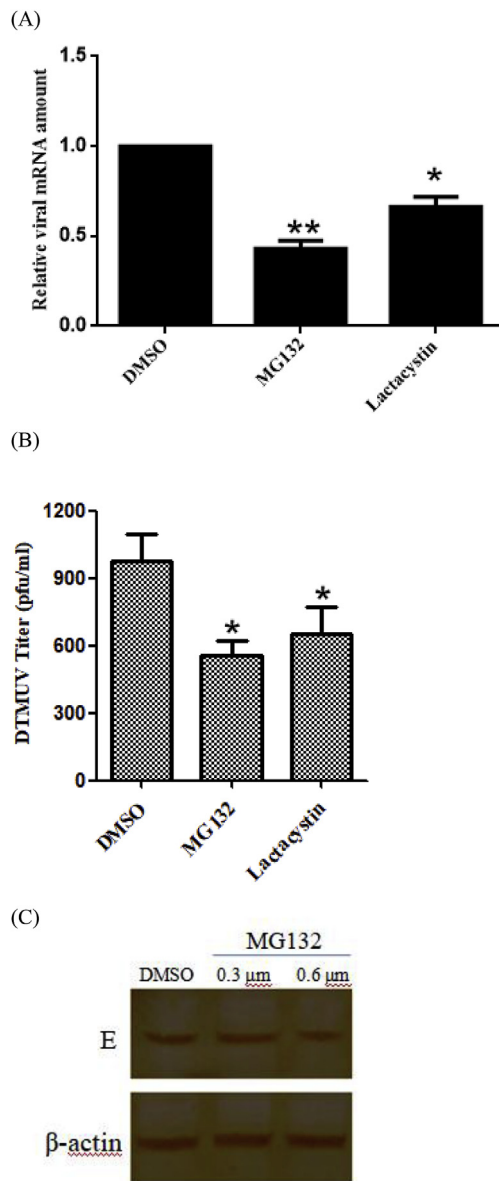 (A)
Relative viral mRNA amount
1.5
1.0
0.5
0.0
**
*
DMSO
MG132
Lactacystin
(B)
DTMUV Titer (pfu/ml)
1200
900
600
300
0
*
*
DMSO
MG132
Lactacystin
(C)
MG132
DMSO 0.3 µm 0.6 µm
E
β-actin